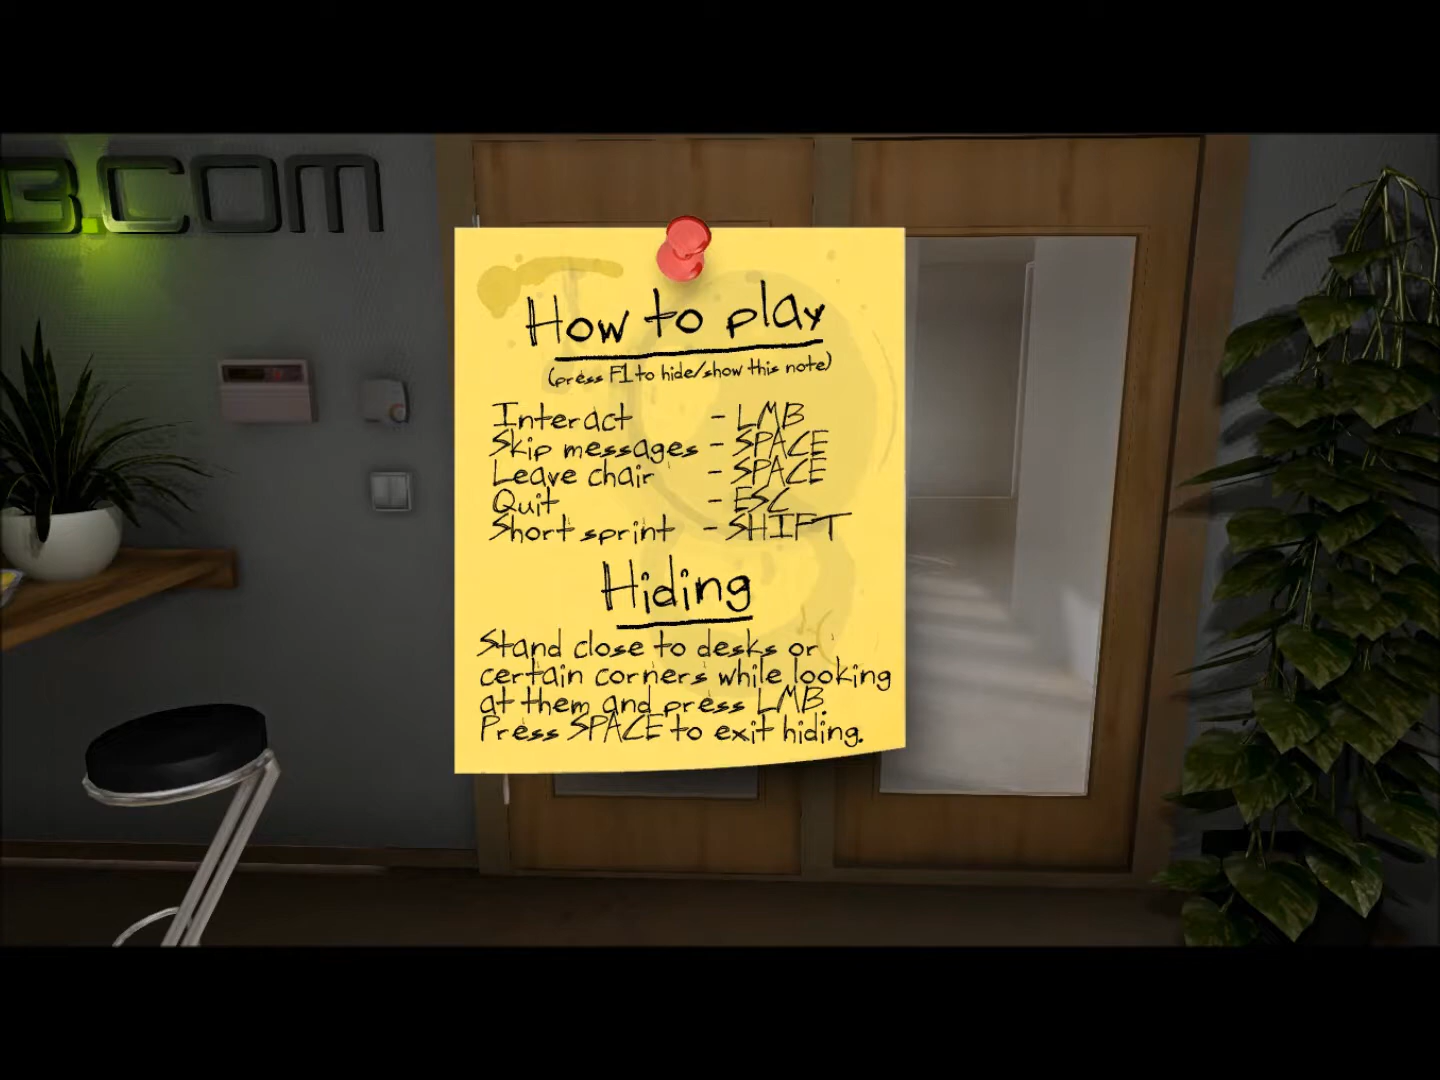 B.COM
How to play
(press F1 to hide/show this note)
Interact - LMB
Skip messages - SPACE
Leave chair - SPACE
Quit - ESC
Short sprint - SHIFT
Hiding
Stand close to desks or
certain corners while looking
at them and press LMB.
Press SPACE to exit hiding.